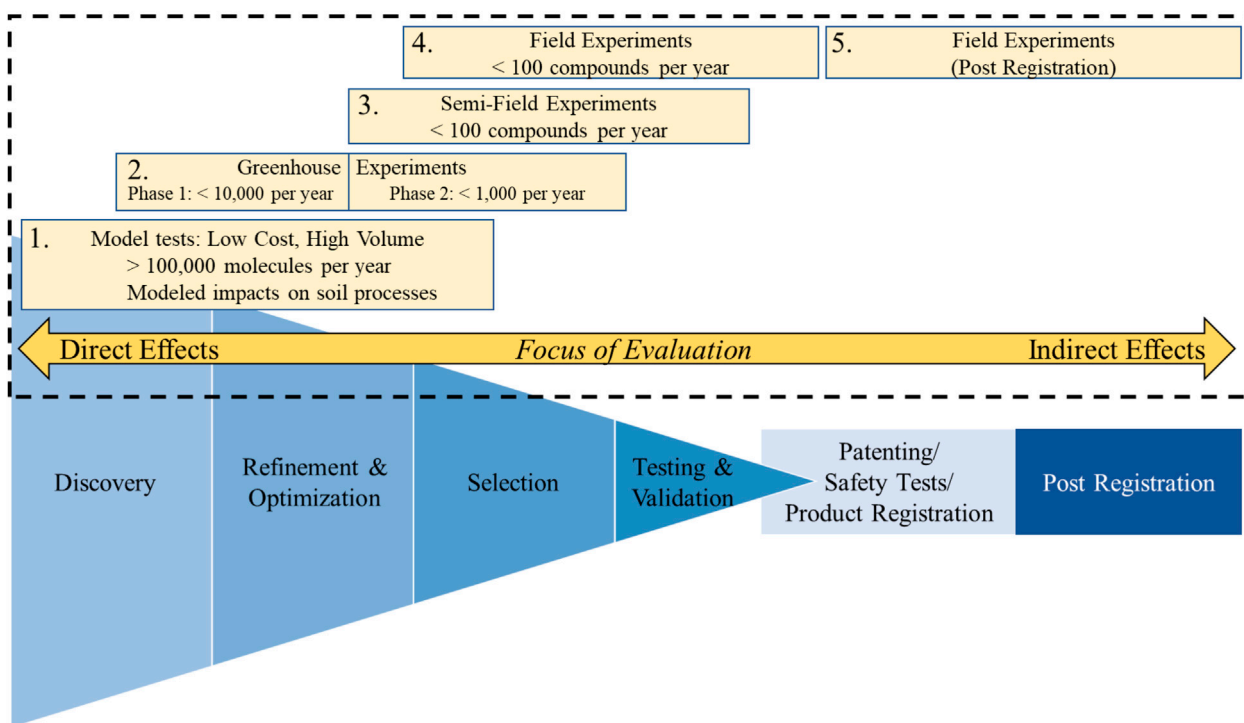 4. Field Experiments
< 100 compounds per year
5. Field Experiments
(Post Registration)
3. Semi-Field Experiments
< 100 compounds per year
2. Greenhouse Experiments
Phase 1: < 10,000 per year Phase 2: < 1,000 per year
1. Model tests: Low Cost, High Volume
> 100,000 molecules per year
Modeled impacts on soil processes
Direct Effects Focus of Evaluation Indirect Effects
Discovery
Refinement &
Optimization
Selection
Testing &
Validation
Patenting/
Safety Tests/
Product Registration
Post Registration